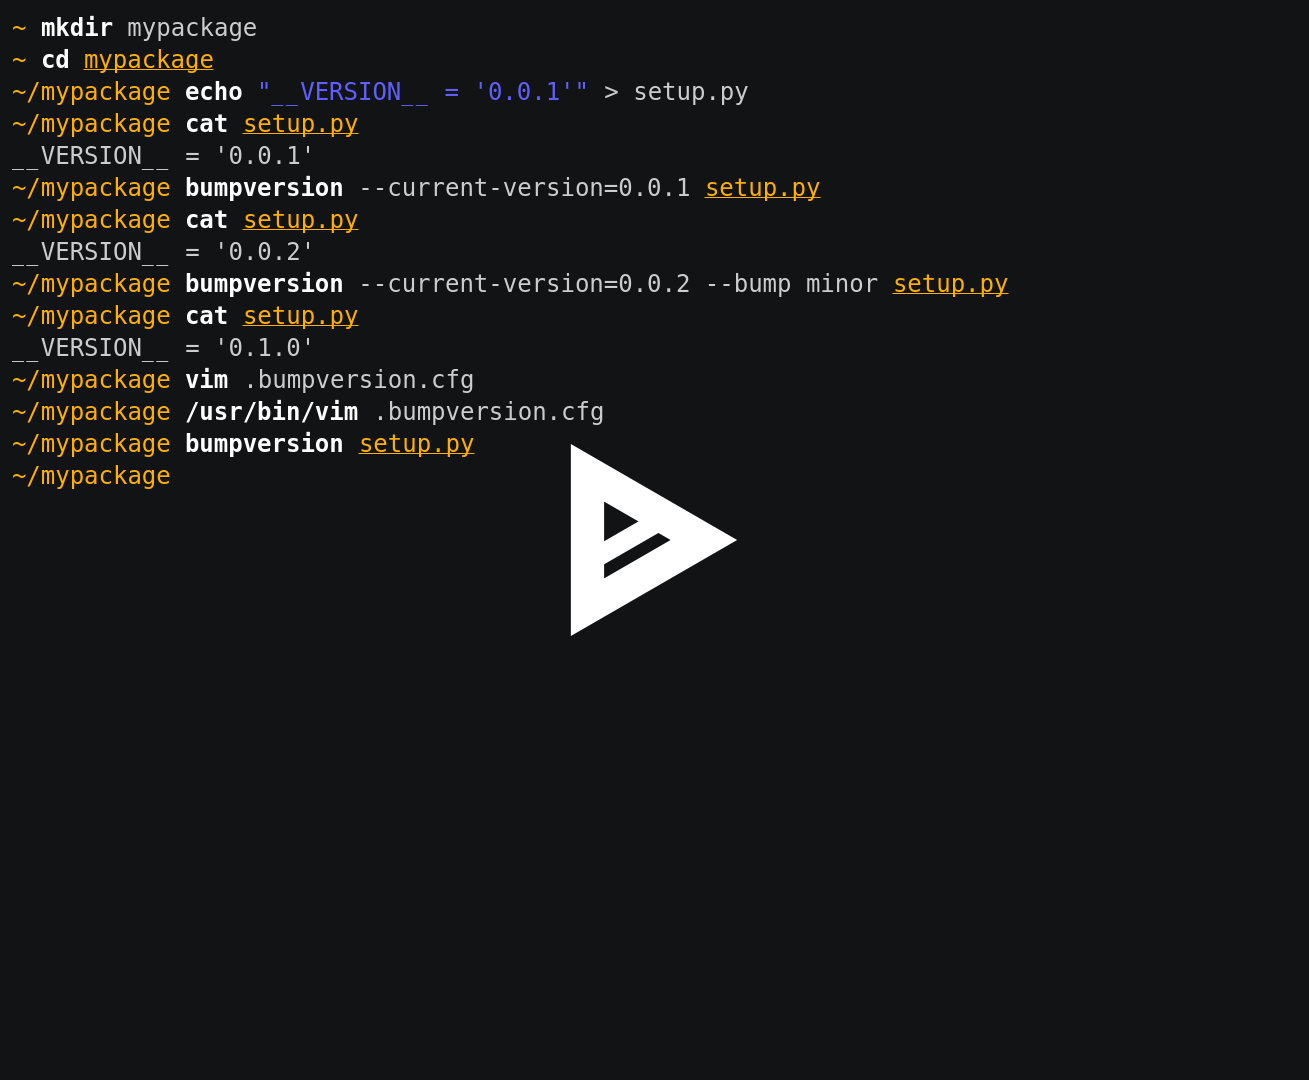 ~ mkdir mypackage
~ cd mypackage
~/mypackage echo "__VERSION__ = '0.0.1'" > setup.py
~/mypackage cat setup.py
__VERSION__ = '0.0.1'
~/mypackage bumpversion --current-version=0.0.1 setup.py
~/mypackage cat setup.py
__VERSION__ = '0.0.2'
~/mypackage bumpversion --current-version=0.0.2 --bump minor setup.py
~/mypackage cat setup.py
__VERSION__ = '0.1.0'
~/mypackage vim .bumpversion.cfg
~/mypackage /usr/bin/vim .bumpversion.cfg
~/mypackage bumpversion setup.py
~/mypackage